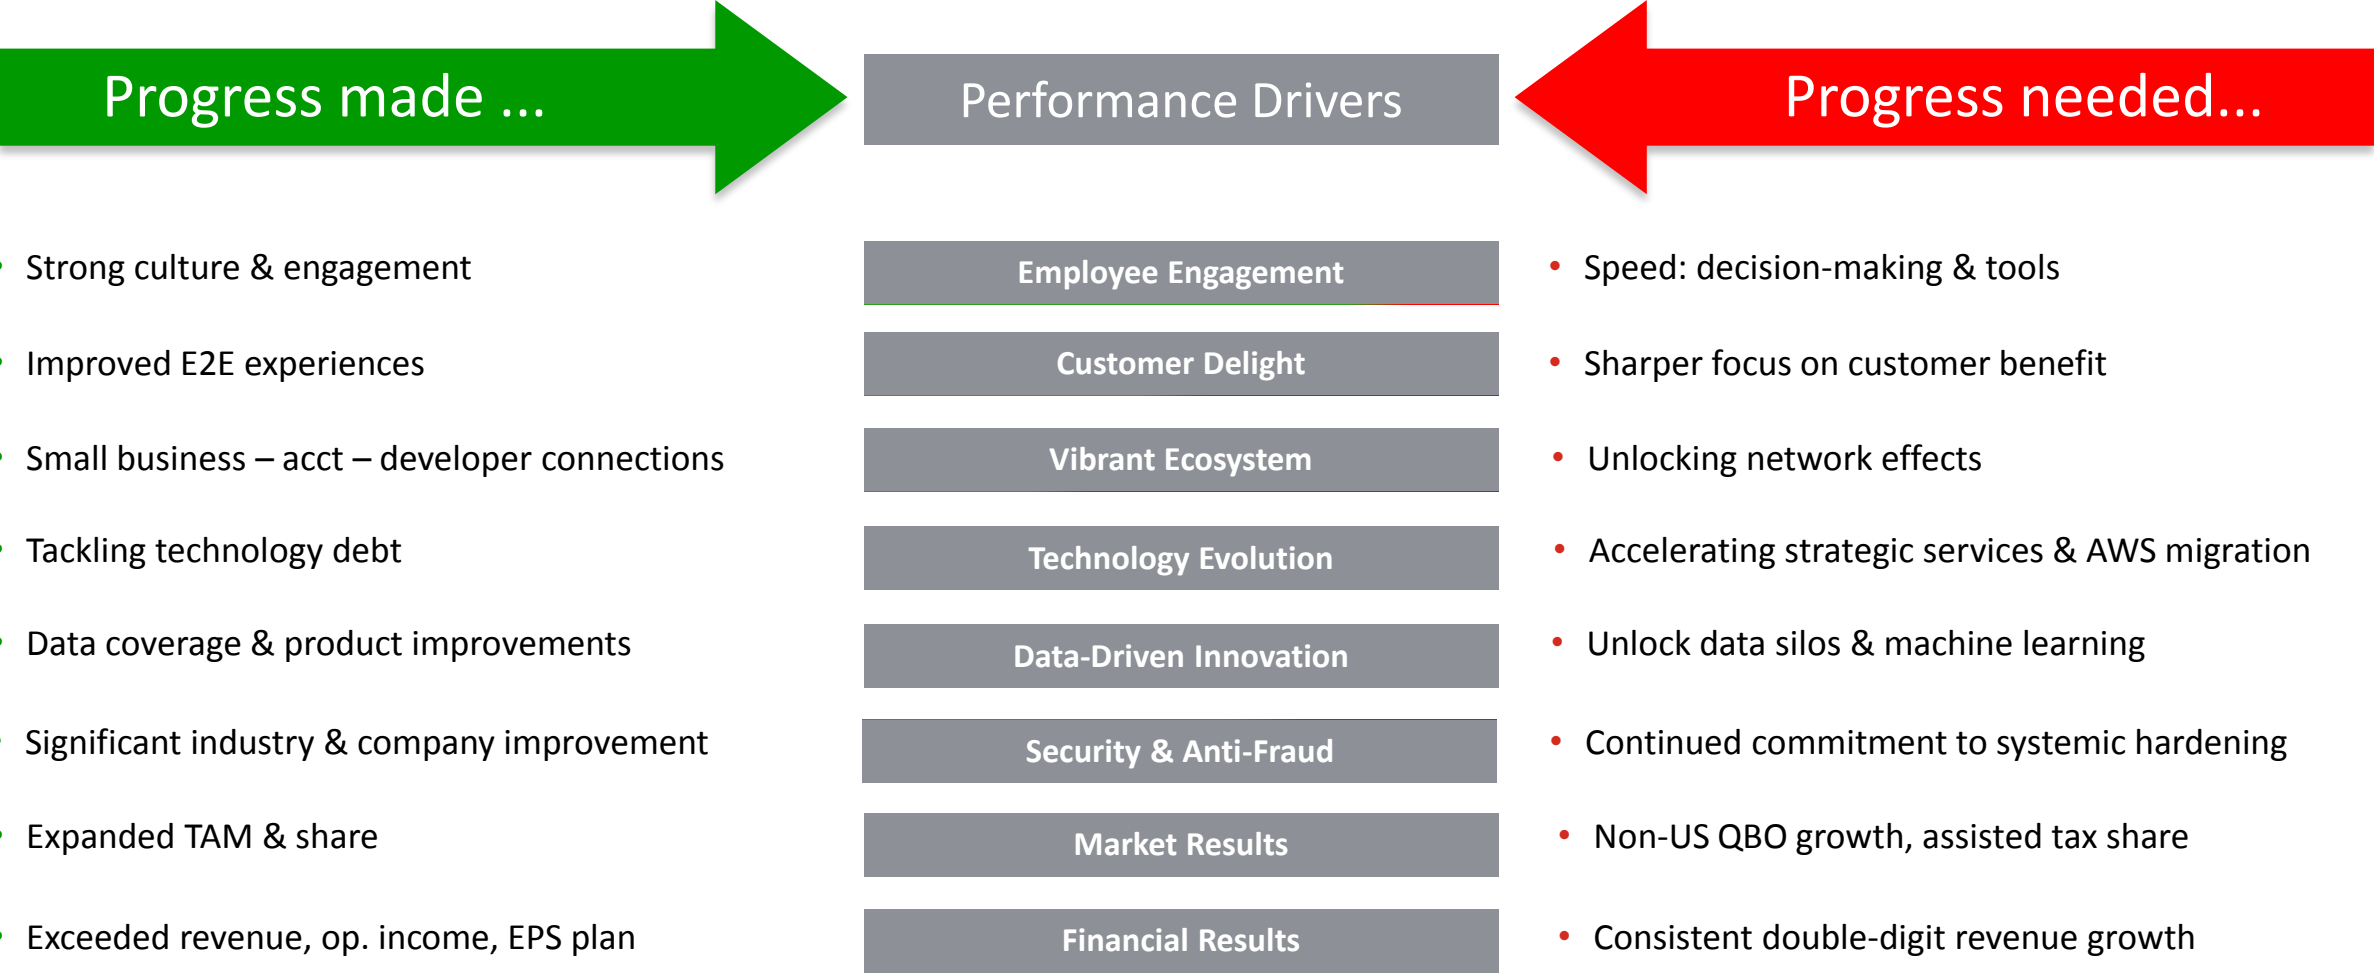 Progress made ...
Performance Drivers
Progress needed...
• Strong culture & engagement
Employee Engagement
• Speed: decision-making & tools
• Improved E2E experiences
Customer Delight
• Sharper focus on customer benefit
• Small business – acct – developer connections
Vibrant Ecosystem
• Unlocking network effects
• Tackling technology debt
Technology Evolution
• Accelerating strategic services & AWS migration
• Data coverage & product improvements
Data-Driven Innovation
• Unlock data silos & machine learning
• Significant industry & company improvement
Security & Anti-Fraud
• Continued commitment to systemic hardening
• Expanded TAM & share
Market Results
• Non-US QBO growth, assisted tax share
• Exceeded revenue, op. income, EPS plan
Financial Results
• Consistent double-digit revenue growth